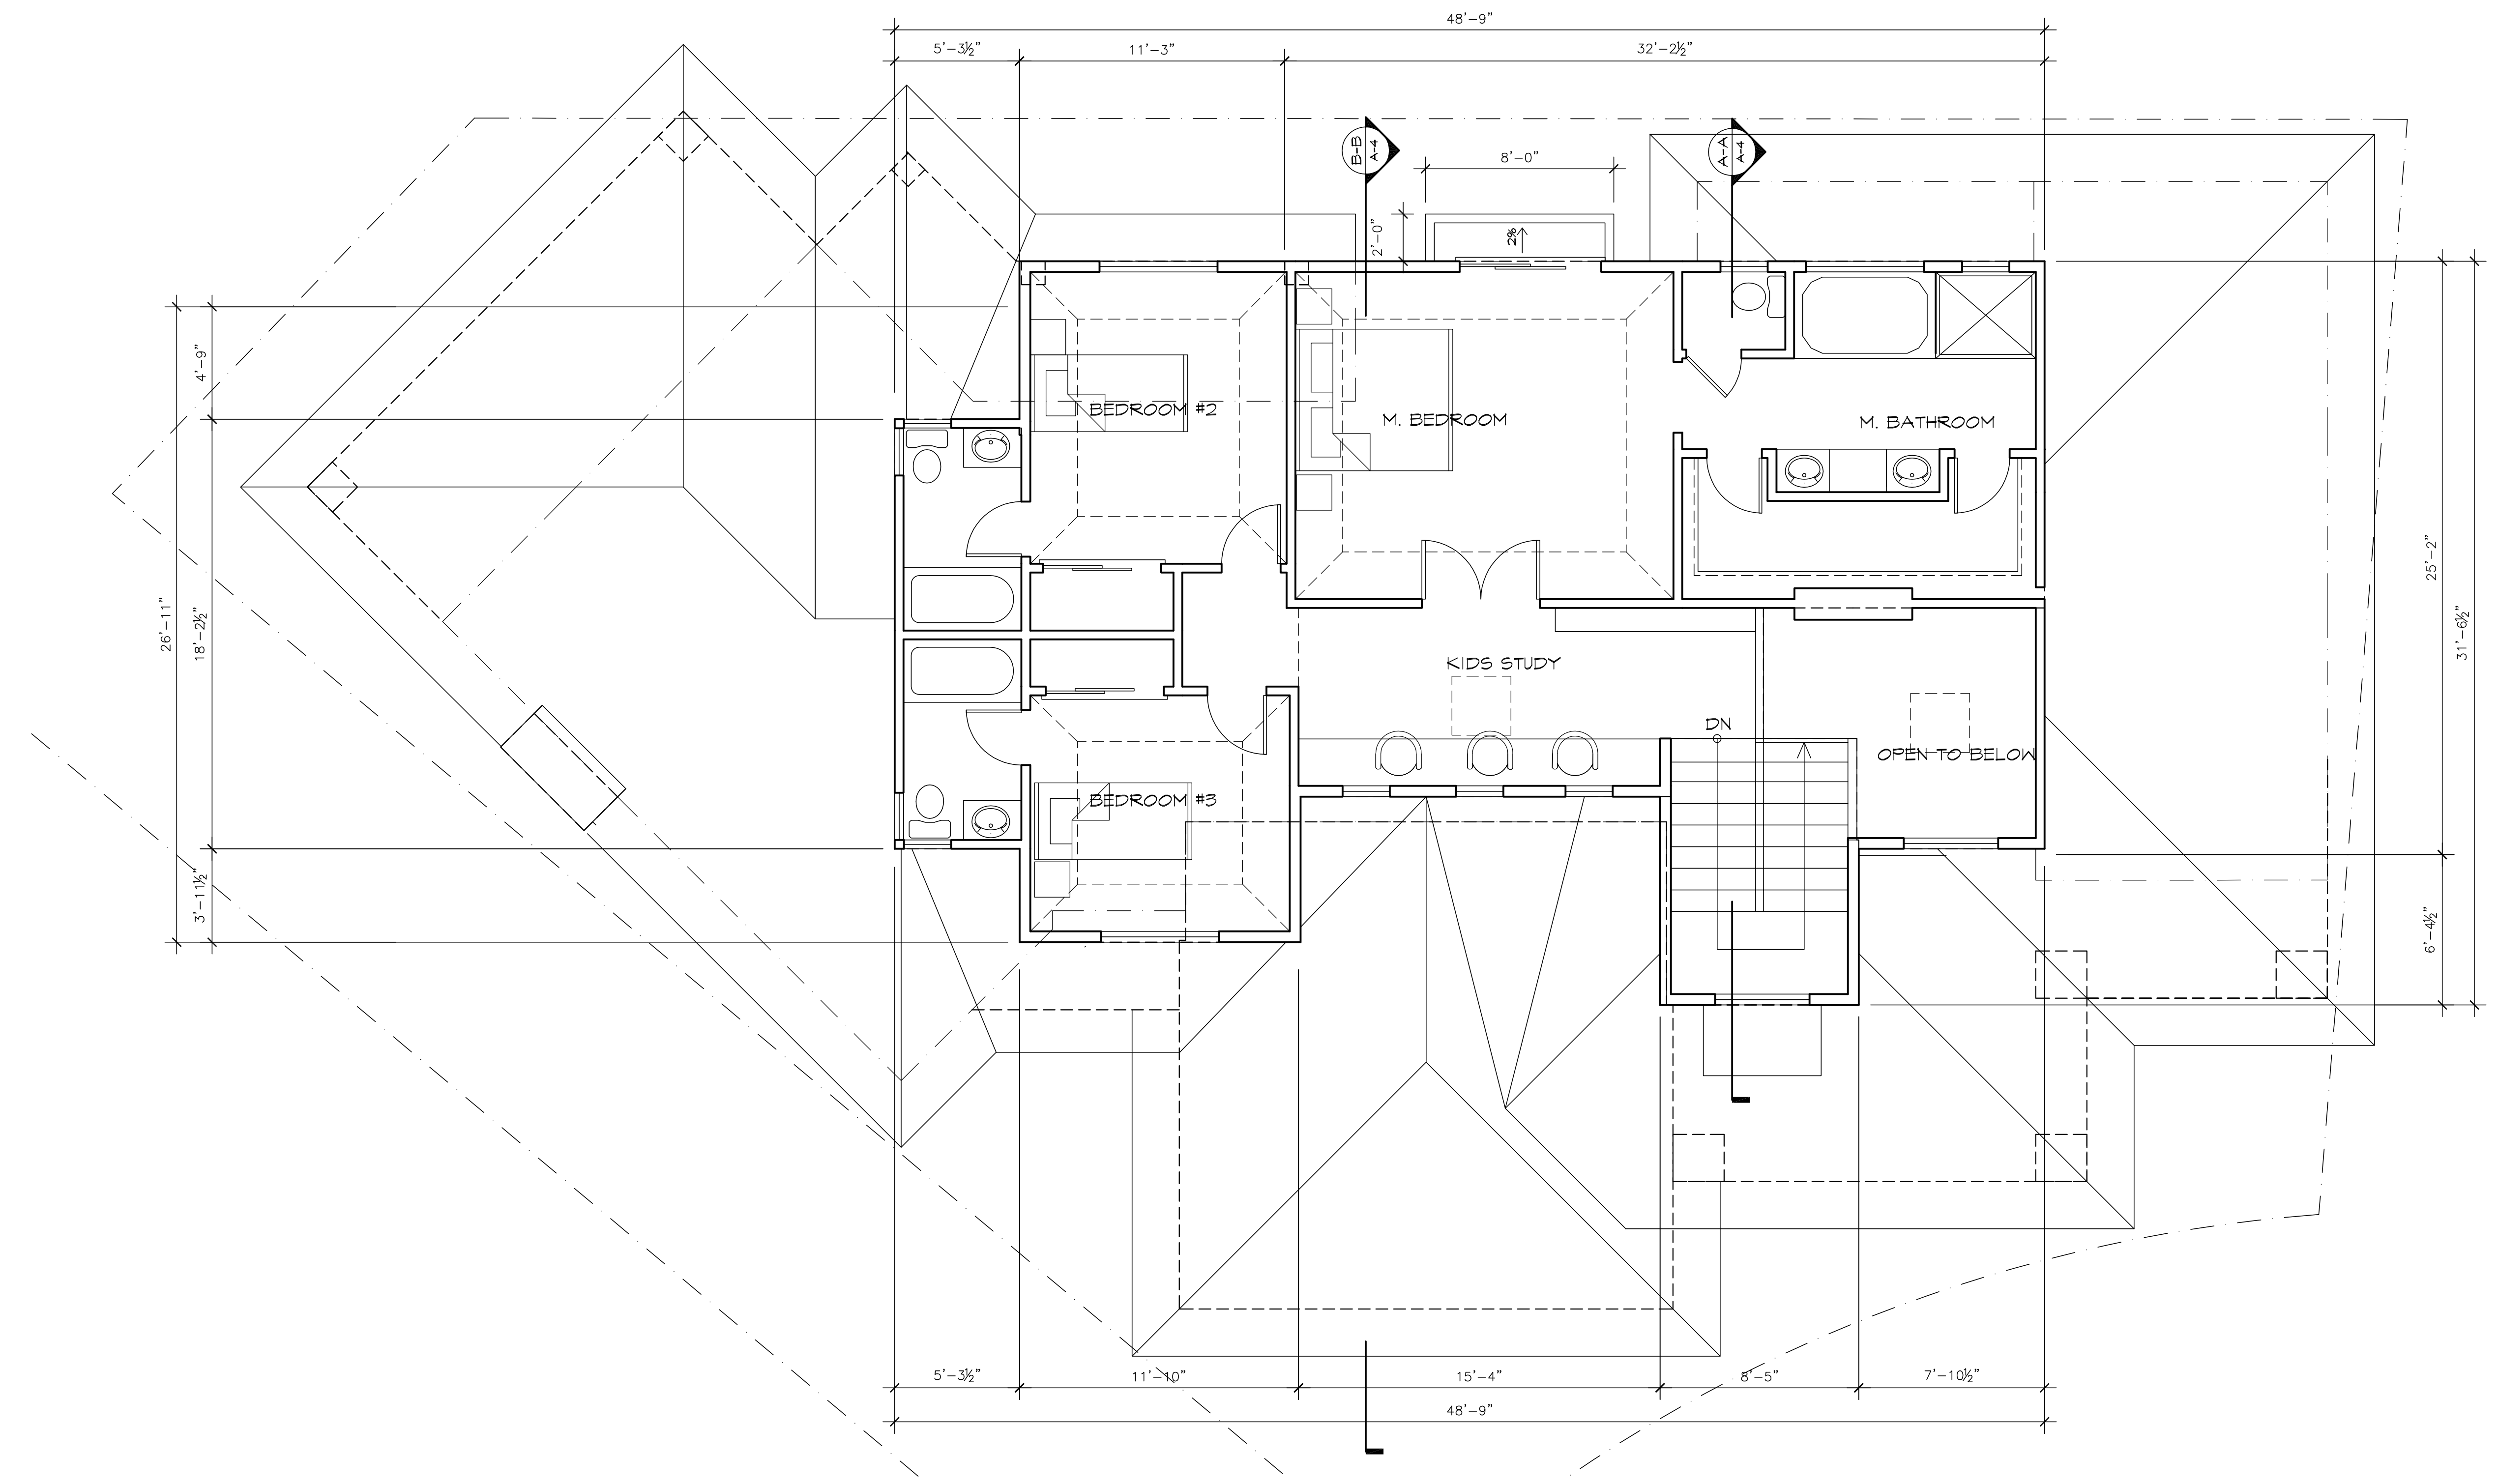 48'-9"
5'-3½" 11'-3" 32'-2½"
B-B
A-4
A-A
A-4
8'-0"
2'-0"
2%
4'-9"
26'-11"
18'-2½"
3'-11½"
BEDROOM #2
M. BEDROOM
M. BATHROOM
25'-2"
31'-6½"
6'-4½"
KIDS STUDY
DN
OPEN TO BELOW
BEDROOM #3
5'-3½" 11'-10" 15'-4" 8'-5" 7'-10½"
48'-9"